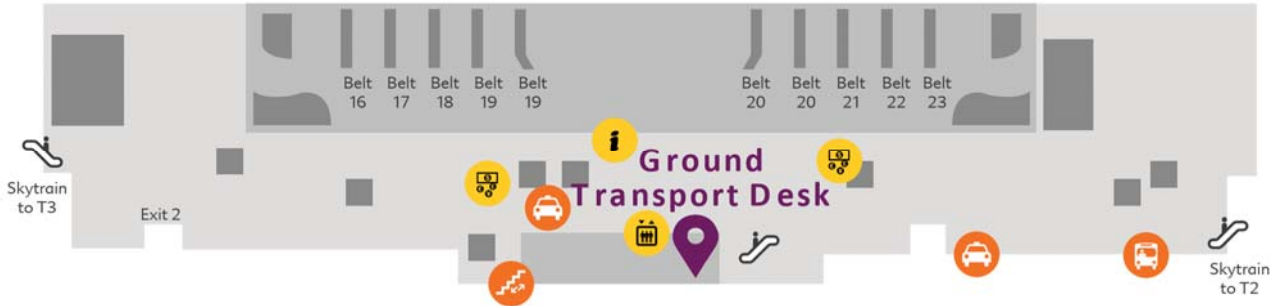 Belt
16
Belt
17
Belt
18
Belt
19
Belt
19
Belt
20
Belt
20
Belt
21
Belt
22
Belt
23
i
Ground
Transport Desk
Skytrain
to T3
Exit 2
Skytrain
to T2